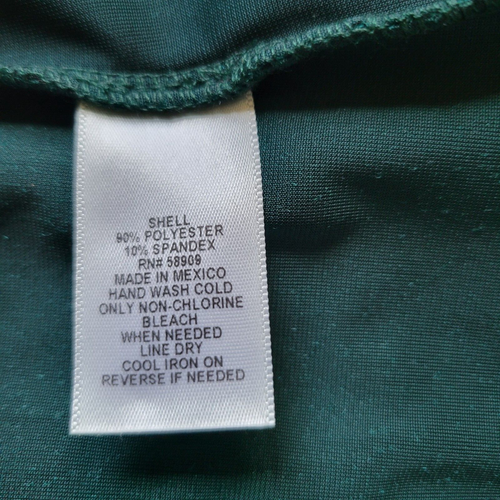 SHELL
90% POLYESTER
10% SPANDEX
RN# 58909
MADE IN MEXICO
HAND WASH COLD
ONLY NON-CHLORINE
BLEACH
WHEN NEEDED
LINE DRY
COOL IRON ON
REVERSE IF NEEDED